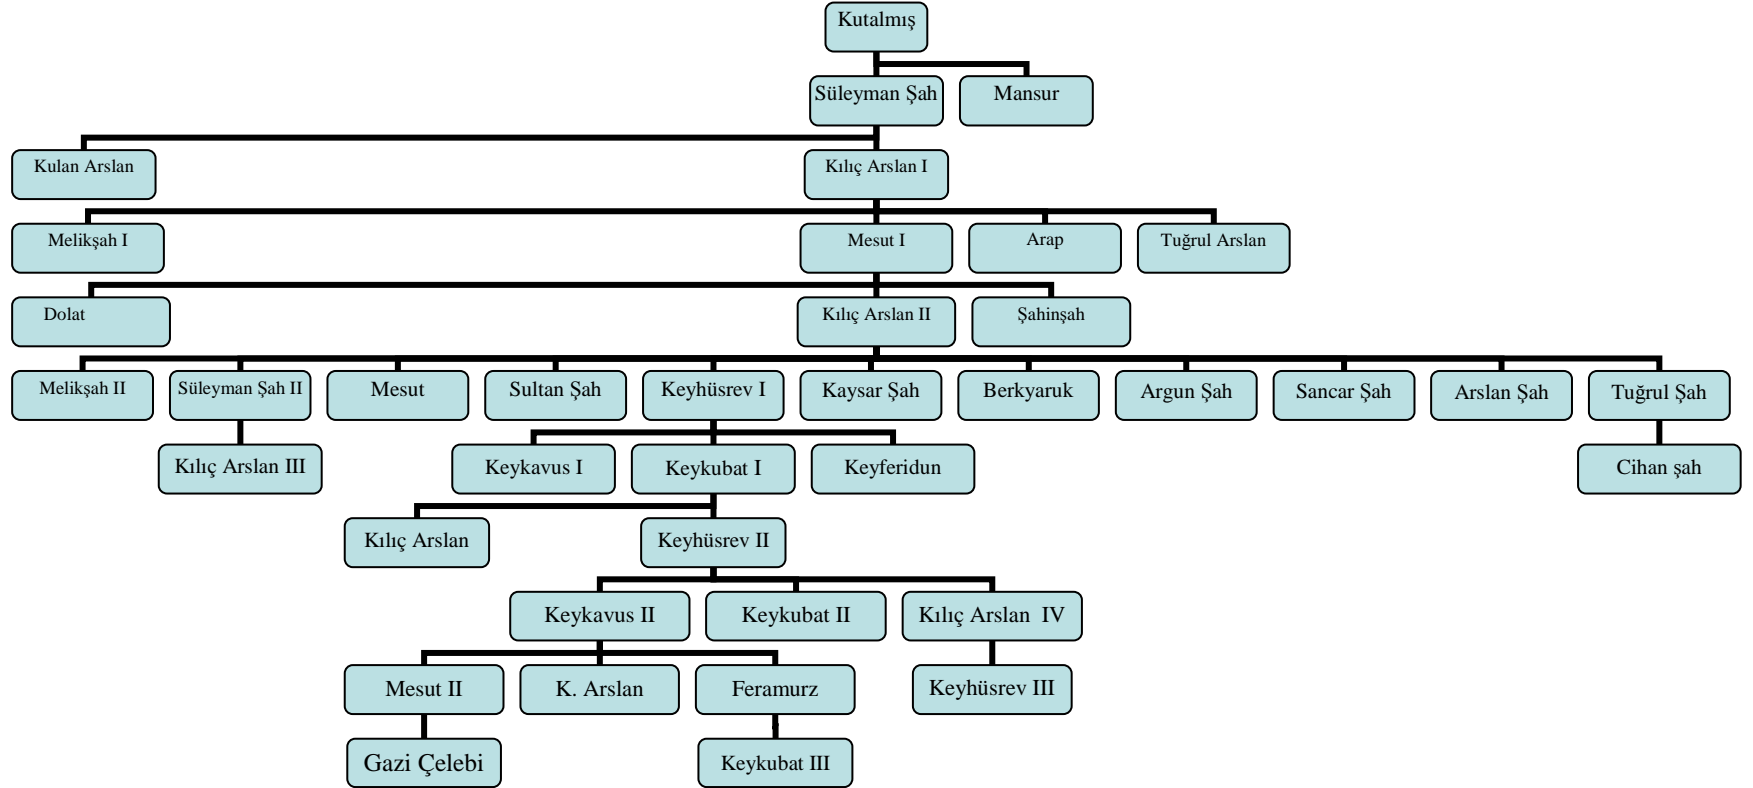 Kutalmış
Süleyman Şah
Mansur
Kulan Arslan
Kılıç Arslan I
Melikşah I
Mesut I
Arap
Tuğrul Arslan
Dolat
Kılıç Arslan II
Şahinşah
Melikşah II
Süleyman Şah II
Mesut
Sultan Şah
Keyhüsrev I
Kaysar Şah
Berkyaruk
Argun Şah
Sancar Şah
Arslan Şah
Tuğrul Şah
Kılıç Arslan III
Keykavus I
Keykubat I
Keyferidun
Cihan şah
Kılıç Arslan
Keyhüsrev II
Keykavus II
Keykubat II
Kılıç Arslan IV
Mesut II
K. Arslan
Feramurz
Keyhüsrev III
Gazi Çelebi
Keykubat III